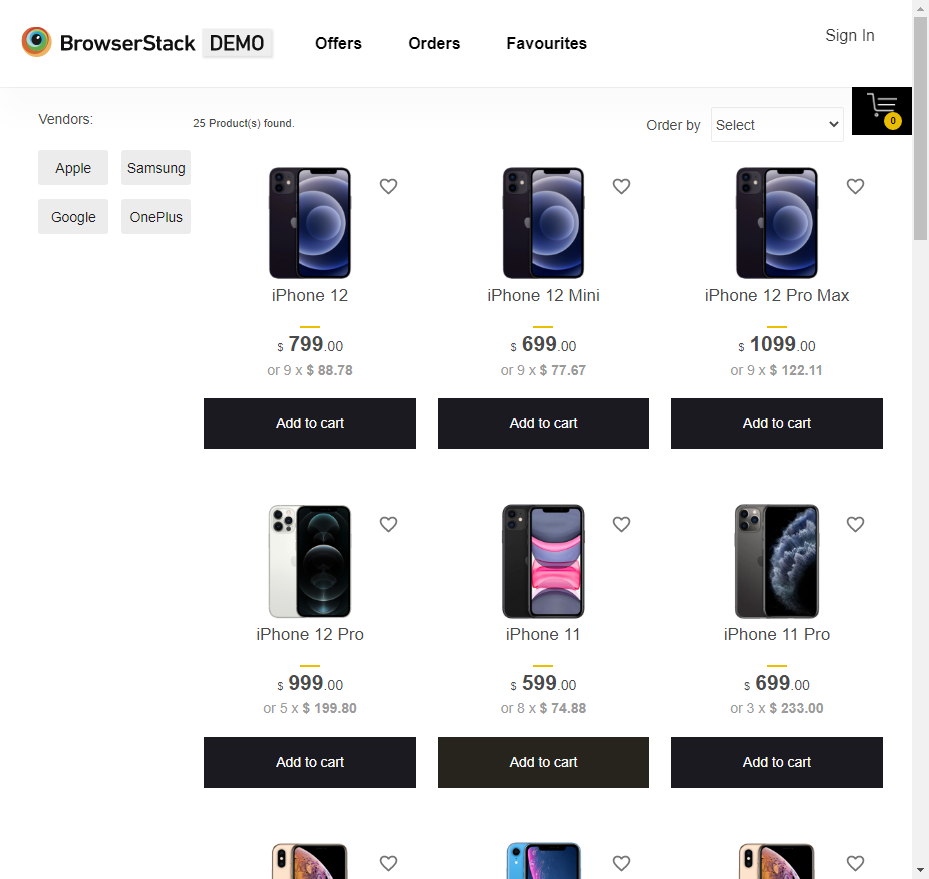 BrowserStack DEMO
Offers
Orders
Favourites
Sign In
0
Vendors:
Apple
Samsung
Google
OnePlus
25 Product(s) found.
Order by
Select
iPhone 12
$ 799.00
or 9 x $ 88.78
Add to cart
iPhone 12 Mini
$ 699.00
or 9 x $ 77.67
Add to cart
iPhone 12 Pro Max
$ 1099.00
or 9 x $ 122.11
Add to cart
iPhone 12 Pro
$ 999.00
or 5 x $ 199.80
Add to cart
iPhone 11
$ 599.00
or 8 x $ 74.88
Add to cart
iPhone 11 Pro
$ 699.00
or 3 x $ 233.00
Add to cart